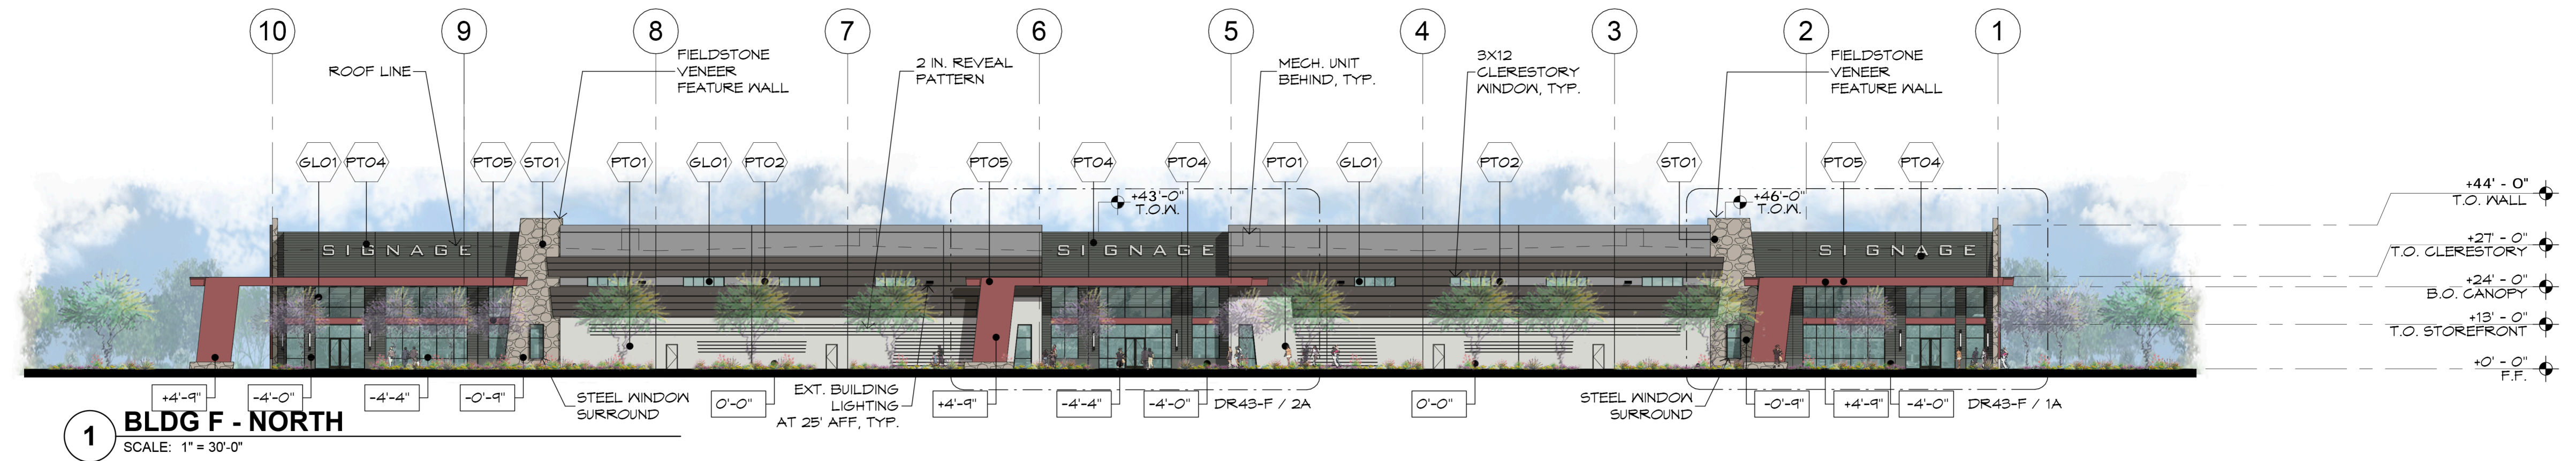 10 9 8 7 6 5 4 3 2 1
ROOF LINE
FIELDSTONE
VENEER
FEATURE WALL
2 IN. REVEAL
PATTERN
MECH. UNIT
BEHIND, TYP.
3X12
CLERESTORY
WINDOW, TYP.
FIELDSTONE
VENEER
FEATURE WALL
GL01 PT04 PT05 ST01 PT01 GL01 PT02 PT05 PT04 PT04 PT01 GL01 PT02 ST01 PT05 PT04
+43'-0"
T.O.W.
+46'-0"
T.O.W.
+44' - 0"
T.O. WALL
SIGNAGE SIGNAGE SIGNAGE
+27' - 0"
T.O. CLERESTORY
+24' - 0"
B.O. CANOPY
+13' - 0"
T.O. STOREFRONT
+0' - 0"
F.F.
+4'-9" -4'-0" -4'-4" -0'-9"
STEEL WINDOW
SURROUND
0'-0"
EXT. BUILDING
LIGHTING
AT 25' AFF, TYP.
+4'-9" -4'-4" -4'-0" DR43-F / 2A
0'-0"
STEEL WINDOW
SURROUND
-0'-9" +4'-9" -4'-0" DR43-F / 1A
1 BLDG F - NORTH
SCALE: 1" = 30'-0"